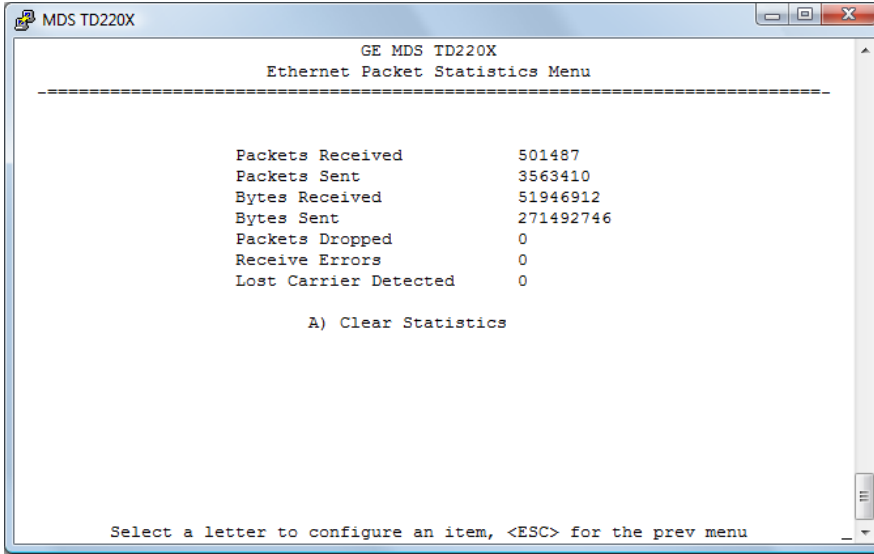 MDS TD220X
GE MDS TD220X
Ethernet Packet Statistics Menu
-==========================================================================-
Packets Received 501487
Packets Sent 3563410
Bytes Received 51946912
Bytes Sent 271492746
Packets Dropped 0
Receive Errors 0
Lost Carrier Detected 0
A) Clear Statistics
Select a letter to configure an item, <ESC> for the prev menu _